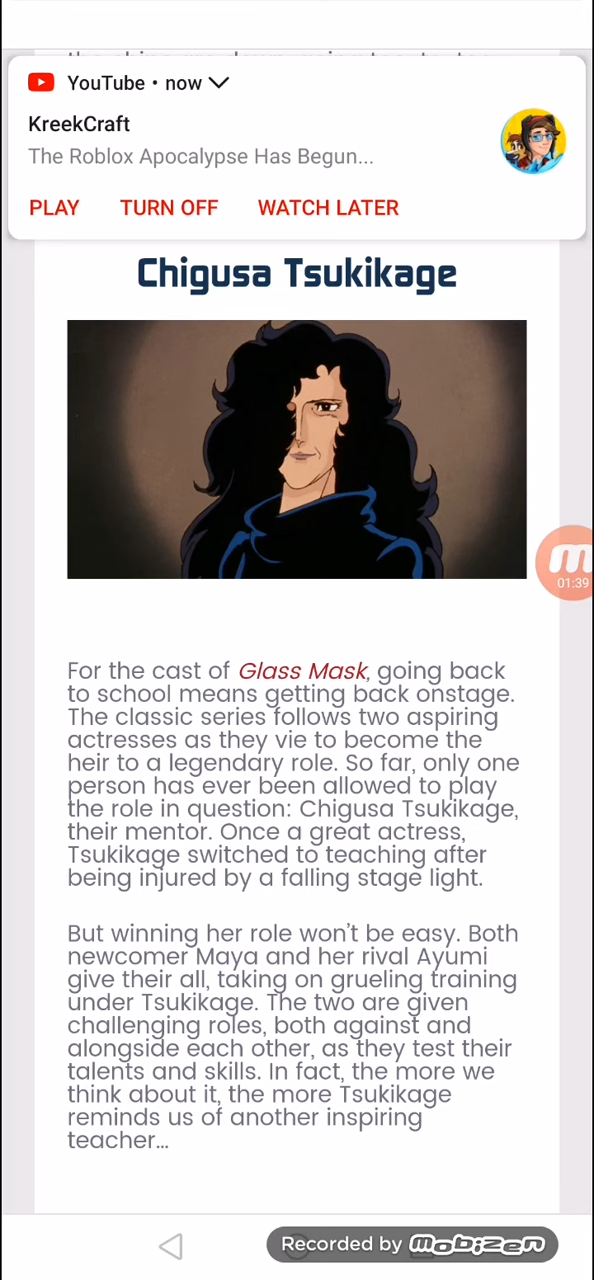 YouTube • now
KreekCraft
The Roblox Apocalypse Has Begun...
PLAY TURN OFF WATCH LATER
Chigusa Tsukikage
01:39
For the cast of Glass Mask, going back
to school means getting back onstage.
The classic series follows two aspiring
actresses as they vie to become the
heir to a legendary role. So far, only one
person has ever been allowed to play
the role in question: Chigusa Tsukikage,
their mentor. Once a great actress,
Tsukikage switched to teaching after
being injured by a falling stage light.
But winning her role won't be easy. Both
newcomer Maya and her rival Ayumi
give their all, taking on grueling training
under Tsukikage. The two are given
challenging roles, both against and
alongside each other, as they test their
talents and skills. In fact, the more we
think about it, the more Tsukikage
reminds us of another inspiring
teacher...
Recorded by mobizen